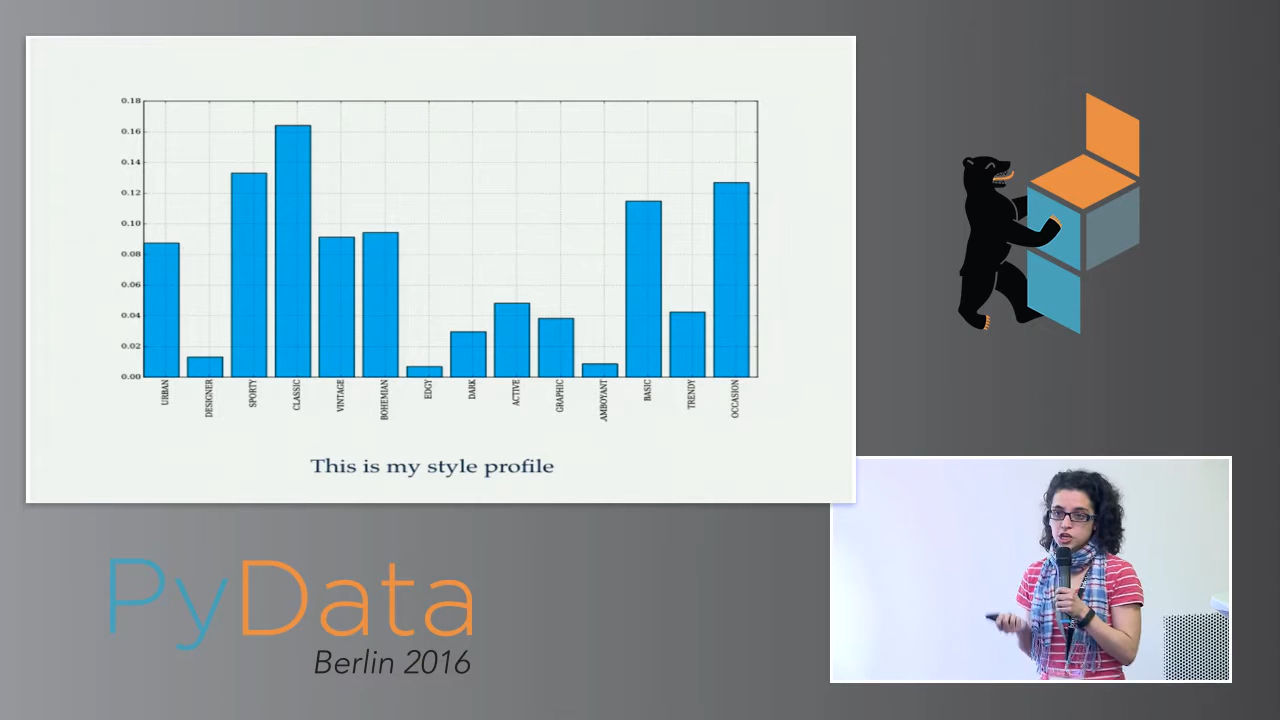 0.18
0.16
0.14
0.12
0.10
0.08
0.06
0.04
0.02
0.00
URBAN
DESIGNER
SPORTY
CLASSIC
VINTAGE
BOHEMIAN
EDGY
DARK
ACTIVE
GRAPHIC
AMBOYANT
BASIC
TRENDY
OCCASION
This is my style profile
PyData
Berlin 2016